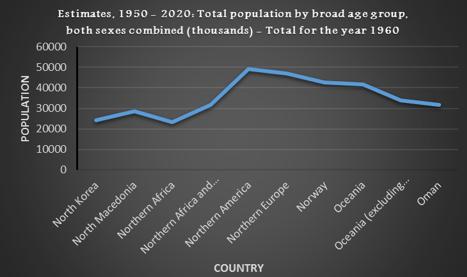 Estimates, 1950 - 2020: Total population by broad age group,
both sexes combined (thousands) - Total for the year 1960
60000
50000
40000
30000
20000
10000
0
POPULATION
North Korea
North Macedonia
Northern Africa
Northern Africa and...
Northern America
Northern Europe
Norway
Oceania
Oceania (excluding...
Oman
COUNTRY